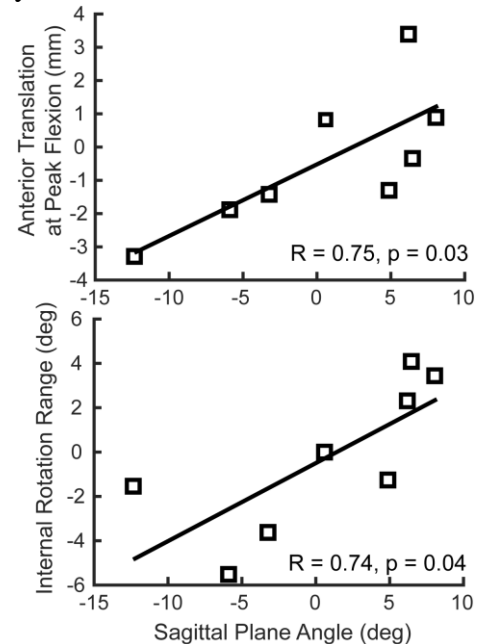 y
4
3
2
1
0
-1
-2
-3
-4
Anterior Translation
at Peak Flexion (mm)
R = 0.75, p = 0.03
-15 -10 -5 0 5 10
6
4
2
0
-2
-4
-6
Internal Rotation Range (deg)
R = 0.74, p = 0.04
-15 -10 -5 0 5 10
Sagittal Plane Angle (deg)